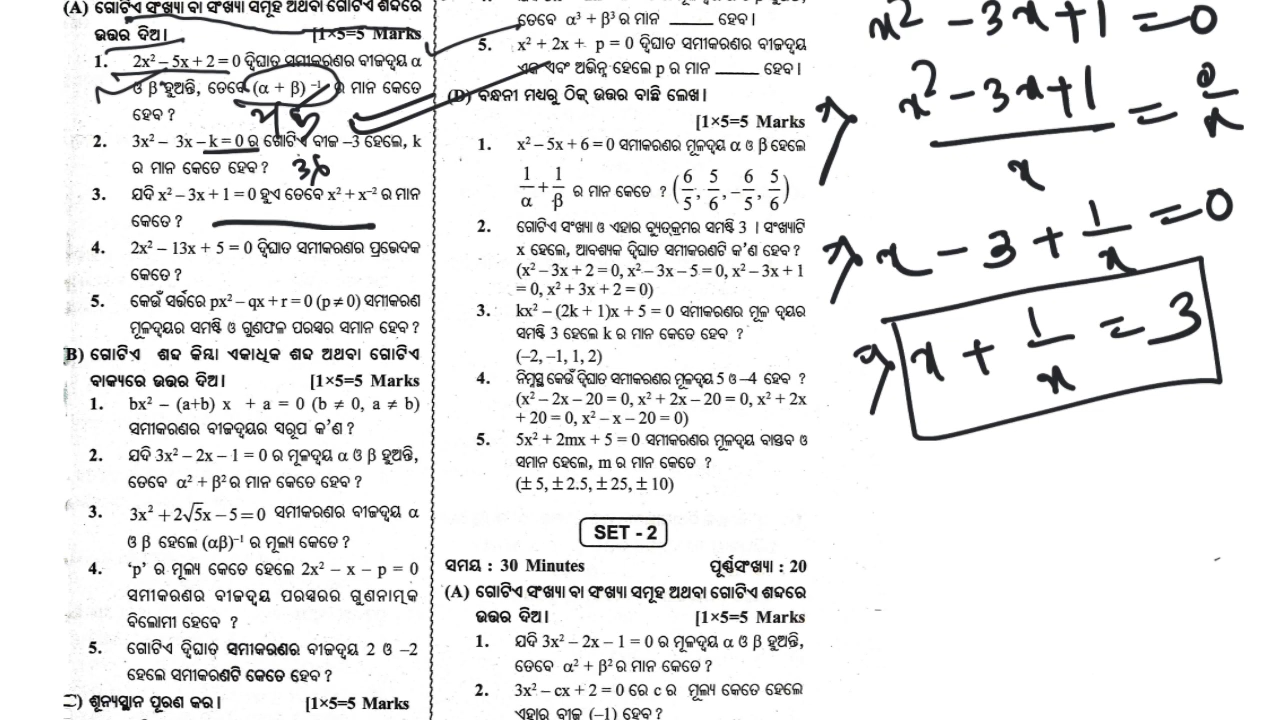 (A) ଗୋଟିଏ ସଂଖ୍ୟା ବା ସଂଖ୍ୟା ସମୂହ ଅଥବା ଗୋଟିଏ ଶବ୍ଦରେ
ଉତ୍ତର ଦିଅ। [1×5=5 Marks
1. 2x² – 5x + 2 = 0 ଦ୍ୱିଘାତ ସମୀକରଣର ବୀଜଦ୍ୱୟ α
ଓ β ହୁଅନ୍ତି, ତେବେ (α + β)⁻¹ ର ମାନ କେତେ
ହେବ ?
2. 3x² – 3x – k = 0 ର ଗୋଟିଏ ବୀଜ –3 ହେଲେ, k
ର ମାନ କେତେ ହେବ ? 36
3. ଯଦି x² – 3x + 1 = 0 ହୁଏ ତେବେ x² + x⁻² ର ମାନ
କେତେ ?
4. 2x² – 13x + 5 = 0 ଦ୍ୱିଘାତ ସମୀକରଣର ପ୍ରଭେଦକ
କେତେ ?
5. କେଉଁ ସର୍ତ୍ତରେ px² – qx + r = 0 (p ≠ 0) ସମୀକରଣ
ମୂଳଦ୍ୱୟର ସମଷ୍ଟି ଓ ଗୁଣଫଳ ପରସ୍ପର ସମାନ ହେବ ?
B) ଗୋଟିଏ ଶବ୍ଦ କିମ୍ବା ଏକାଧିକ ଶବ୍ଦ ଅଥବା ଗୋଟିଏ
ବାକ୍ୟରେ ଉତ୍ତର ଦିଅ। [1×5=5 Marks
1. bx² – (a+b) x + a = 0 (b ≠ 0, a ≠ b)
ସମୀକରଣର ବୀଜଦ୍ୱୟର ସ୍ୱରୂପ କ'ଣ ?
2. ଯଦି 3x² – 2x – 1 = 0 ର ମୂଳଦ୍ୱୟ α ଓ β ହୁଅନ୍ତି,
ତେବେ α² + β² ର ମାନ କେତେ ହେବ ?
3. 3x² + 2√5x – 5 = 0 ସମୀକରଣର ବୀଜଦ୍ୱୟ α
ଓ β ହେଲେ (αβ)⁻¹ ର ମୂଲ୍ୟ କେତେ ?
4. 'p' ର ମୂଲ୍ୟ କେତେ ହେଲେ 2x² – x – p = 0
ସମୀକରଣର ବୀଜଦ୍ୱୟ ପରସ୍ପରର ଗୁଣନାତ୍ମକ
ବିଲୋମୀ ହେବେ ?
5. ଗୋଟିଏ ଦ୍ୱିଘାତ ସମୀକରଣର ବୀଜଦ୍ୱୟ 2 ଓ –2
ହେଲେ ସମୀକରଣଟି କେତେ ହେବ ?
C) ଶୂନ୍ୟସ୍ଥାନ ପୂରଣ କର। [1×5=5 Marks
ତେବେ α³ + β³ ର ମାନ _____ ହେବ।
5. x² + 2x + p = 0 ଦ୍ୱିଘାତ ସମୀକରଣର ବୀଜଦ୍ୱୟ
ଏକ ଏବଂ ଅଭିନ୍ନ ହେଲେ p ର ମାନ _____ ହେବ।
(D) ବନ୍ଧନୀ ମଧ୍ୟରୁ ଠିକ୍ ଉତ୍ତର ବାଛି ଲେଖ।
[1×5=5 Marks
1. x² – 5x + 6 = 0 ସମୀକରଣର ମୂଳଦ୍ୱୟ α ଓ β ହେଲେ
1/α + 1/β ର ମାନ କେତେ ? (6/5, 5/6, –6/5, 5/6)
2. ଗୋଟିଏ ସଂଖ୍ୟା ଓ ଏହାର ବ୍ୟୁତକ୍ରମର ସମଷ୍ଟି 3 । ସଂଖ୍ୟାଟି
x ହେଲେ, ଆବଶ୍ୟକ ଦ୍ୱିଘାତ ସମୀକରଣଟି କ'ଣ ହେବ ?
(x² – 3x + 2 = 0, x² – 3x – 5 = 0, x² – 3x + 1
= 0, x² + 3x + 2 = 0)
3. kx² – (2k + 1)x + 5 = 0 ସମୀକରଣର ମୂଳ ଦ୍ୱୟର
ସମଷ୍ଟି 3 ହେଲେ k ର ମାନ କେତେ ହେବ ?
(–2, –1, 1, 2)
4. ନିମ୍ନସ୍ଥ କେଉଁ ଦ୍ୱିଘାତ ସମୀକରଣର ମୂଳଦ୍ୱୟ 5 ଓ –4 ହେବ ?
(x² – 2x – 20 = 0, x² + 2x – 20 = 0, x² + 2x
+ 20 = 0, x² – x – 20 = 0)
5. 5x² + 2mx + 5 = 0 ସମୀକରଣର ମୂଳଦ୍ୱୟ ବାସ୍ତବ ଓ
ସମାନ ହେଲେ, m ର ମାନ କେତେ ?
(± 5, ± 2.5, ± 25, ± 10)
SET - 2
ସମୟ : 30 Minutes ପୂର୍ଣ୍ଣସଂଖ୍ୟା : 20
(A) ଗୋଟିଏ ସଂଖ୍ୟା ବା ସଂଖ୍ୟା ସମୂହ ଅଥବା ଗୋଟିଏ ଶବ୍ଦରେ
ଉତ୍ତର ଦିଅ। [1×5=5 Marks
1. ଯଦି 3x² – 2x – 1 = 0 ର ମୂଳଦ୍ୱୟ α ଓ β ହୁଅନ୍ତି,
ତେବେ α² + β² ର ମାନ କେତେ ?
2. 3x² – cx + 2 = 0 ରେ c ର ମୂଲ୍ୟ କେତେ ହେଲେ
ଏହାର ବୀଜ (–1) ହେବ ?
x² – 3x + 1 = 0
⇒ x² – 3x + 1 / x = 0/x
⇒ x – 3 + 1/x = 0
⇒ x + 1/x = 3